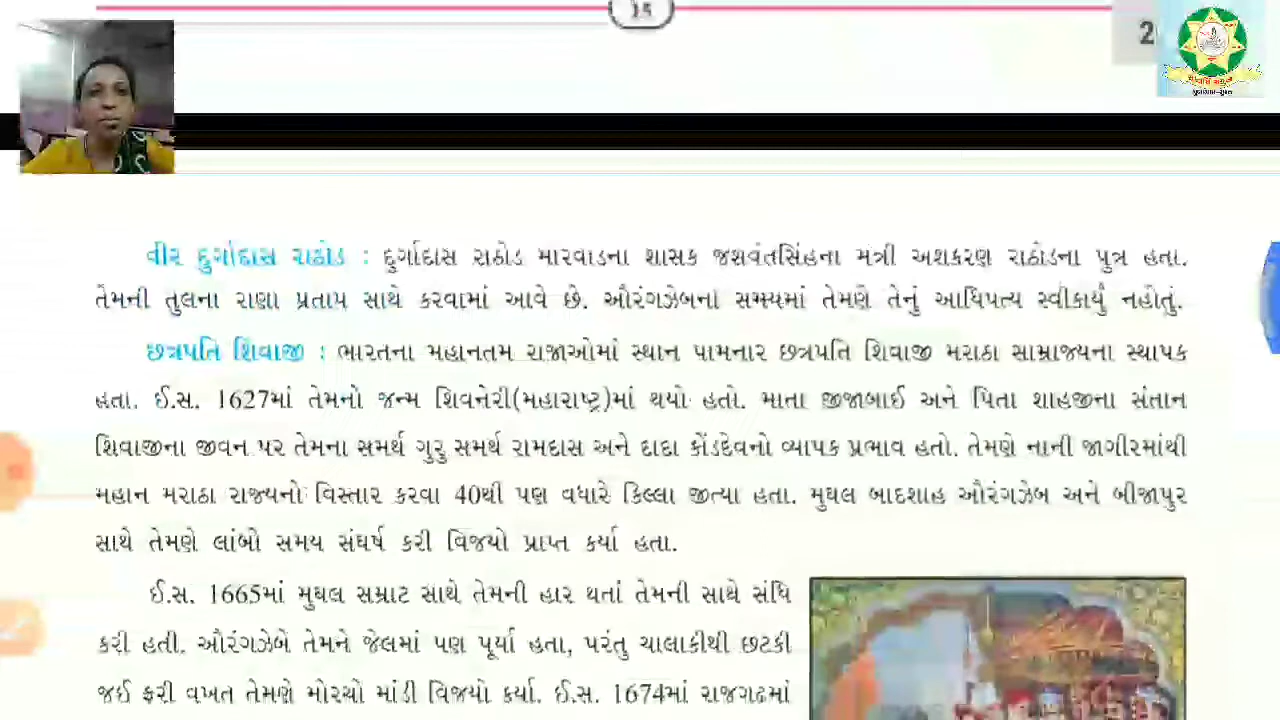 15
2
વીર દુર્ગાદાસ રાઠોડ : દુર્ગાદાસ રાઠોડ મારવાડના શાસક જશવંતસિંહના મંત્રી અશકરણ રાઠોડના પુત્ર હતા.
તેમની તુલના રાણા પ્રતાપ સાથે કરવામાં આવે છે. ઔરંગઝેબના સમયમાં તેમણે તેનું આધિપત્ય સ્વીકાર્યું નહોતું.
છત્રપતિ શિવાજી : ભારતના મહાનતમ રાજાઓમાં સ્થાન પામનાર છત્રપતિ શિવાજી મરાઠા સામ્રાજ્યના સ્થાપક
હતા. ઈ.સ. 1627માં તેમનો જન્મ શિવનેરી(મહારાષ્ટ્ર)માં થયો હતો. માતા જીજાબાઈ અને પિતા શાહજીના સંતાન
શિવાજીના જીવન પર તેમના સમર્થ ગુરુ સમર્થ રામદાસ અને દાદા કોંડદેવનો વ્યાપક પ્રભાવ હતો. તેમણે નાની જાગીરમાંથી
મહાન મરાઠા રાજ્યનો વિસ્તાર કરવા 40થી પણ વધારે કિલ્લા જીત્યા હતા. મુઘલ બાદશાહ ઔરંગઝેબ અને બીજાપુર
સાથે તેમણે લાંબો સમય સંઘર્ષ કરી વિજયો પ્રાપ્ત કર્યા હતા.
ઈ.સ. 1665માં મુઘલ સમ્રાટ સાથે તેમની હાર થતાં તેમની સાથે સંધિ
કરી હતી. ઔરંગઝેબે તેમને જેલમાં પણ પૂર્યા હતા, પરંતુ ચાલાકીથી છટકી
જઈ ફરી વખત તેમણે મોરચો માંડી વિજયો કર્યા. ઈ.સ. 1674માં રાજગઢમાં